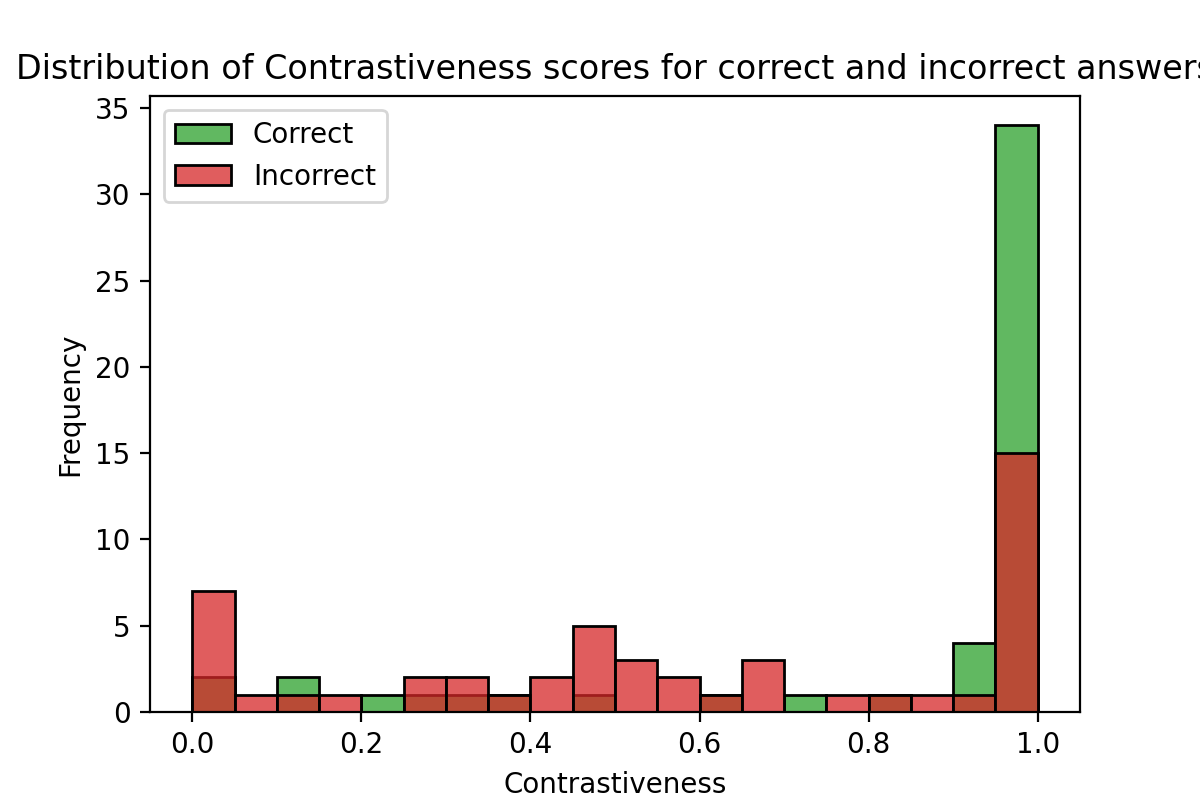 Distribution of Contrastiveness scores for correct and incorrect answers
35
30
25
20
15
10
5
0
Frequency
Correct
Incorrect
0.0 0.2 0.4 0.6 0.8 1.0
Contrastiveness